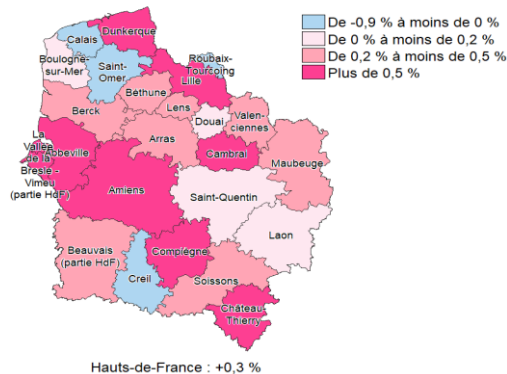 De -0,9 % à moins de 0 %
De 0 % à moins de 0,2 %
De 0,2 % à moins de 0,5 %
Plus de 0,5 %
Dunkerque
Calais
Boulogne-
sur-Mer
Saint-
Omer
Roubaix-
Tourcoing
Lille
Béthune
Lens
Berck
Douai
Valen-
ciennes
Arras
La
Vallée
de la
Bresle -
Vimeu
(partie HdF)
Abbeville
Cambrai
Maubeuge
Amiens
Saint-Quentin
Laon
Beauvais
(partie HdF)
Compiègne
Creil
Soissons
Château-
Thierry
Hauts-de-France : +0,3 %